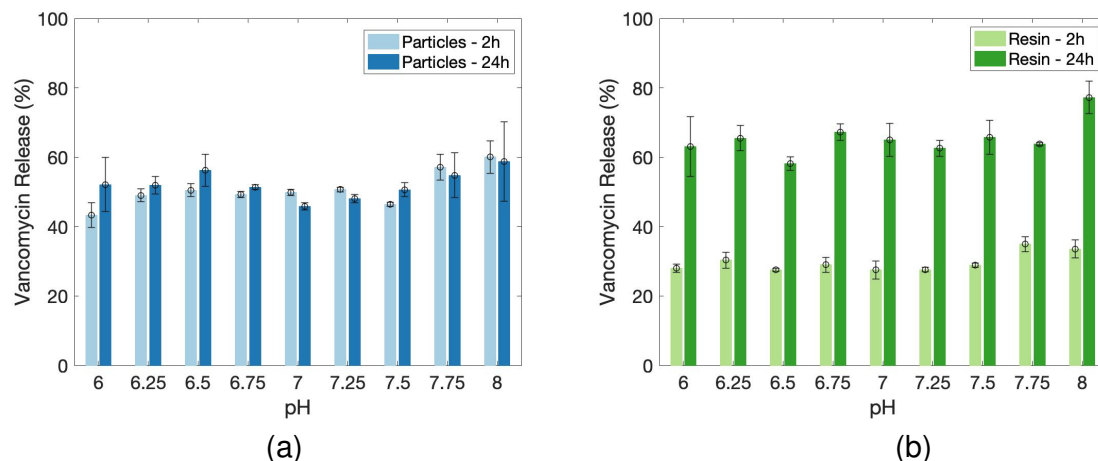 100
80
60
40
20
0
Vancomycin Release (%)
Particles - 2h
Particles - 24h
6 6.25 6.5 6.75 7 7.25 7.5 7.75 8
pH
(a)
100
80
60
40
20
0
Vancomycin Release (%)
Resin - 2h
Resin - 24h
6 6.25 6.5 6.75 7 7.25 7.5 7.75 8
pH
(b)